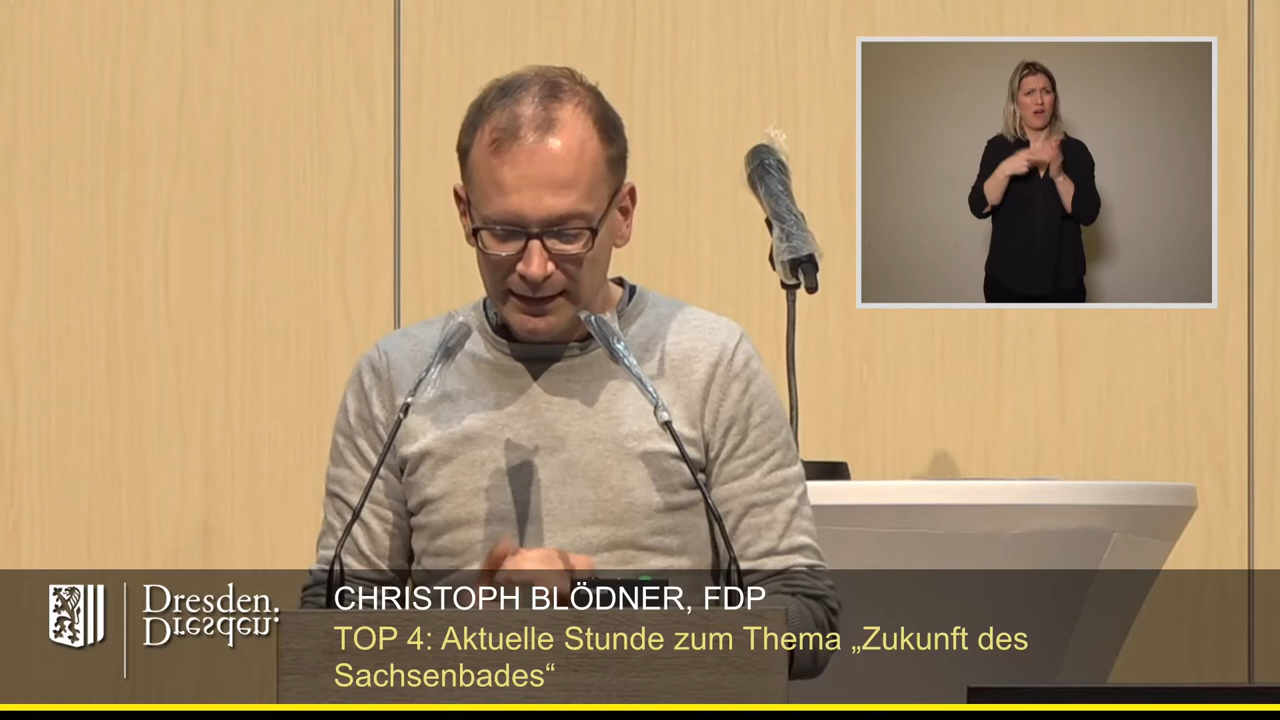 Dresden.
Dresden.
CHRISTOPH BLÖDNER, FDP
TOP 4: Aktuelle Stunde zum Thema „Zukunft des
Sachsenbades“